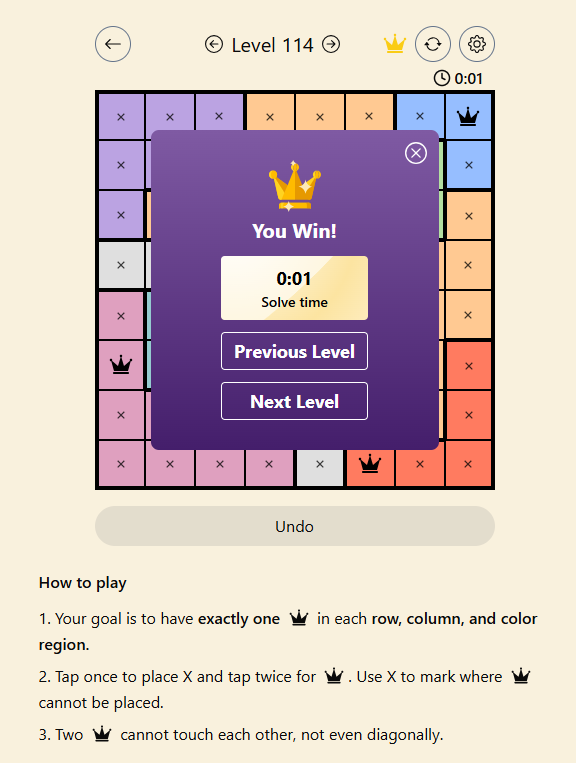 Level 114
0:01
You Win!
0:01
Solve time
Previous Level
Next Level
Undo
How to play
1. Your goal is to have exactly one in each row, column, and color
region.
2. Tap once to place X and tap twice for . Use X to mark where
cannot be placed.
3. Two cannot touch each other, not even diagonally.